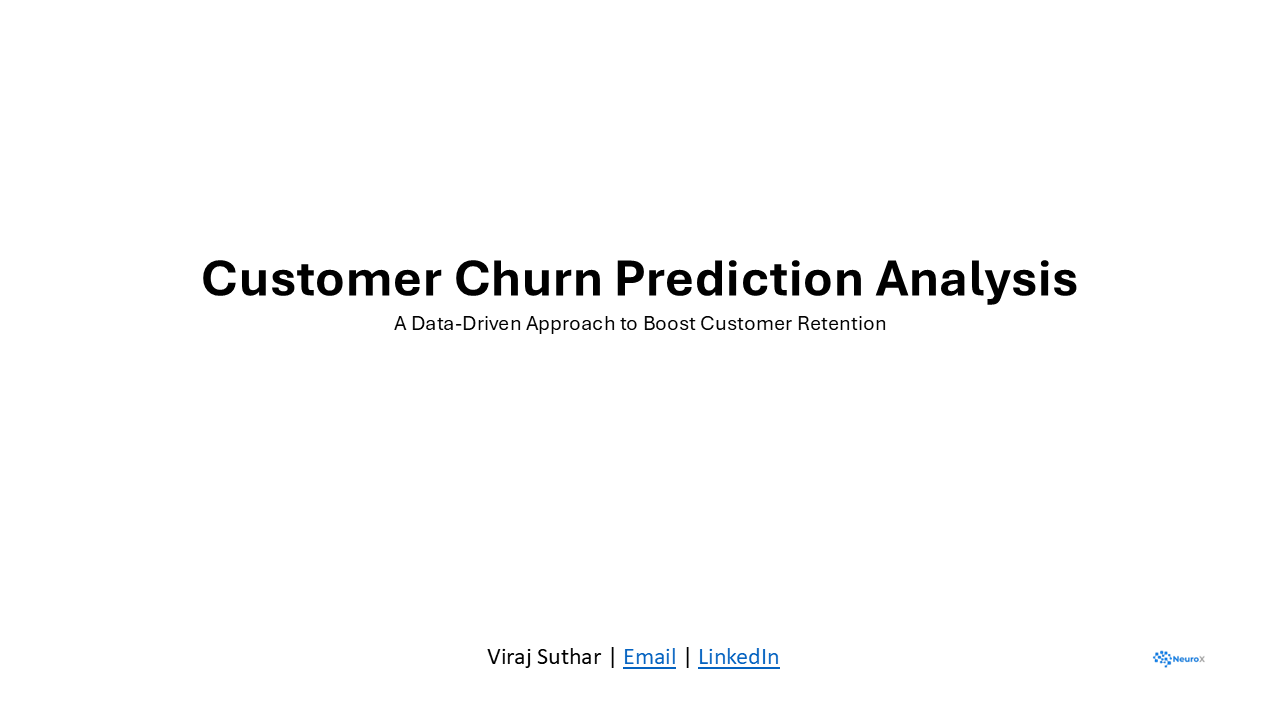 Customer Churn Prediction Analysis
A Data-Driven Approach to Boost Customer Retention
Viraj Suthar | Email | LinkedIn
NeuroX